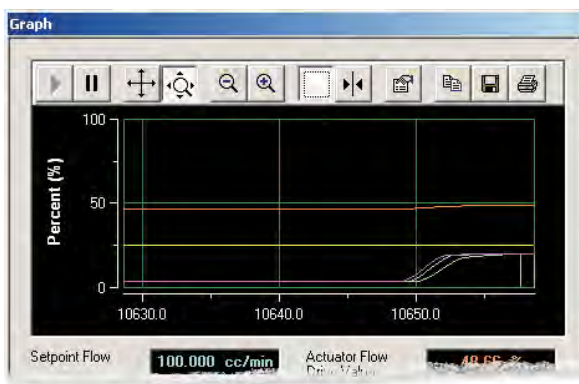 Graph
100
50
0
Percent (%)
10630.0
10640.0
10650.0
Setpoint Flow
100.000 cc/min
Actuator Flow
48.66 %